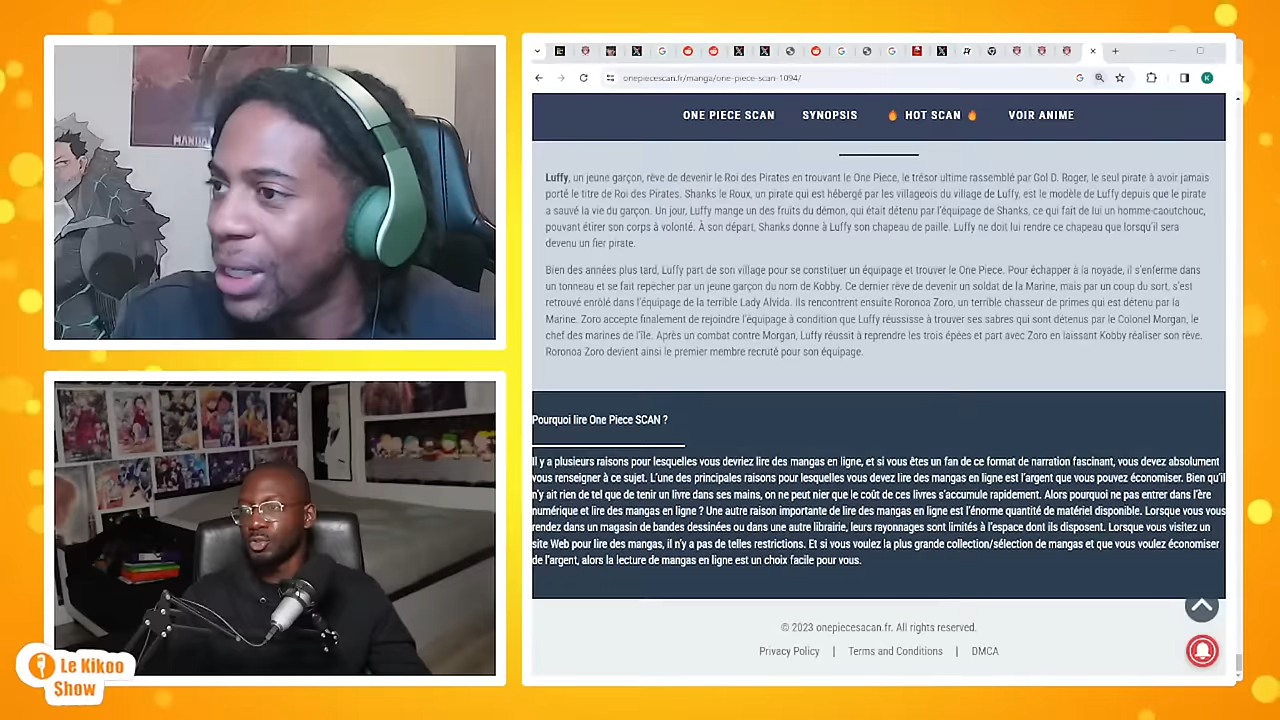 MANUA
Le Kikoo
Show
onepiecescan.fr/manga/one-piece-scan-1094/
ONE PIECE SCAN
SYNOPSIS
🔥 HOT SCAN 🔥
VOIR ANIME
Luffy, un jeune garçon, rêve de devenir le Roi des Pirates en trouvant le One Piece, le trésor ultime rassemblé par Gol D. Roger, le seul pirate à avoir jamais
porté le titre de Roi des Pirates. Shanks le Roux, un pirate qui est hébergé par les villageois du village de Luffy, est le modèle de Luffy depuis que le pirate
a sauvé la vie du garçon. Un jour, Luffy mange un des fruits du démon, qui était détenu par l'équipage de Shanks, ce qui fait de lui un homme-caoutchouc,
pouvant étirer son corps à volonté. À son départ, Shanks donne à Luffy son chapeau de paille. Luffy ne doit lui rendre ce chapeau que lorsqu'il sera
devenu un fier pirate.
Bien des années plus tard, Luffy part de son village pour se constituer un équipage et trouver le One Piece. Pour échapper à la noyade, il s'enferme dans
un tonneau et se fait repêcher par un jeune garçon du nom de Kobby. Ce dernier rêve de devenir un soldat de la Marine, mais par un coup du sort, s'est
retrouvé enrôlé dans l'équipage de la terrible Lady Alvida. Ils rencontrent ensuite Roronoa Zoro, un terrible chasseur de primes qui est détenu par la
Marine. Zoro accepte finalement de rejoindre l'équipage à condition que Luffy réussisse à trouver ses sabres qui sont détenus par le Colonel Morgan, le
chef des marines de l'île. Après un combat contre Morgan, Luffy réussit à reprendre les trois épées et part avec Zoro en laissant Kobby réaliser son rêve.
Roronoa Zoro devient ainsi le premier membre recruté pour son équipage.
Pourquoi lire One Piece SCAN ?
Il y a plusieurs raisons pour lesquelles vous devriez lire des mangas en ligne, et si vous êtes un fan de ce format de narration fascinant, vous devez absolument
vous renseigner à ce sujet. L'une des principales raisons pour lesquelles vous devez lire des mangas en ligne est l'argent que vous pouvez économiser. Bien qu'il
n'y ait rien de tel que de tenir un livre dans ses mains, on ne peut nier que le coût de ces livres s'accumule rapidement. Alors pourquoi ne pas entrer dans l'ère
numérique et lire des mangas en ligne ? Une autre raison importante de lire des mangas en ligne est l'énorme quantité de matériel disponible. Lorsque vous vous
rendez dans un magasin de bandes dessinées ou dans une autre librairie, leurs rayonnages sont limités à l'espace dont ils disposent. Lorsque vous visitez un
site Web pour lire des mangas, il n'y a pas de telles restrictions. Et si vous voulez la plus grande collection/sélection de mangas et que vous voulez économiser
de l'argent, alors la lecture de mangas en ligne est un choix facile pour vous.
© 2023 onepiecesacan.fr. All rights reserved.
Privacy Policy | Terms and Conditions | DMCA